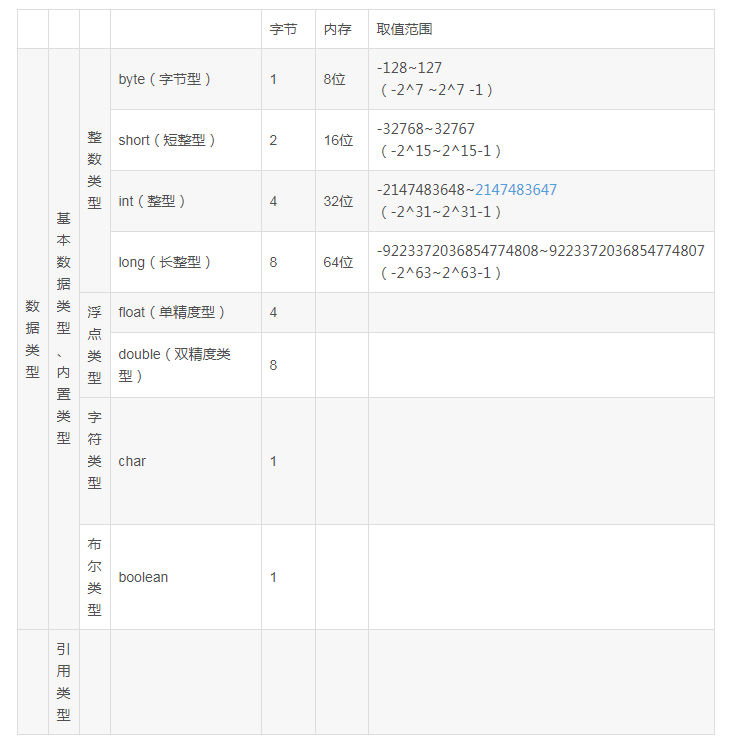 字节 内存 取值范围
数据类型
基本数据类型、内置类型
整数类型
byte（字节型） 1 8位 -128~127
（-2^7 ~2^7 -1）
short（短整型） 2 16位 -32768~32767
（-2^15~2^15-1）
int（整型） 4 32位 -2147483648~2147483647
（-2^31~2^31-1）
long（长整型） 8 64位 -9223372036854774808~9223372036854774807
（-2^63~2^63-1）
浮点类型
float（单精度型） 4
double（双精度类
型） 8
字符类型
char 1
布尔类型
boolean 1
引用类型